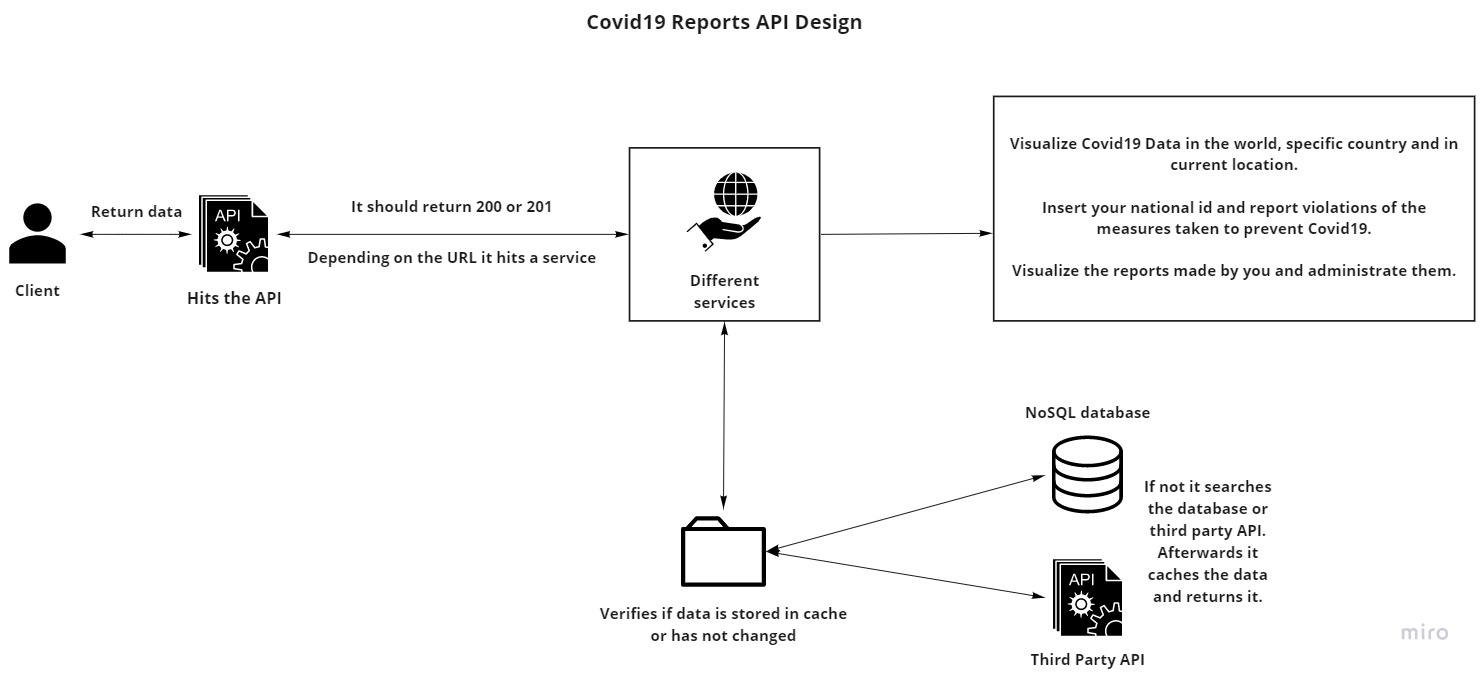 Covid19 Reports API Design
Return data
API
Client
Hits the API
It should return 200 or 201
Depending on the URL it hits a service
Different
services
Visualize Covid19 Data in the world, specific country and in
current location.
Insert your national id and report violations of the
measures taken to prevent Covid19.
Visualize the reports made by you and administrate them.
Verifies if data is stored in cache
or has not changed
NoSQL database
If not it searches
the database or
third party API.
Afterwards it
caches the data
and returns it.
API
Third Party API
miro